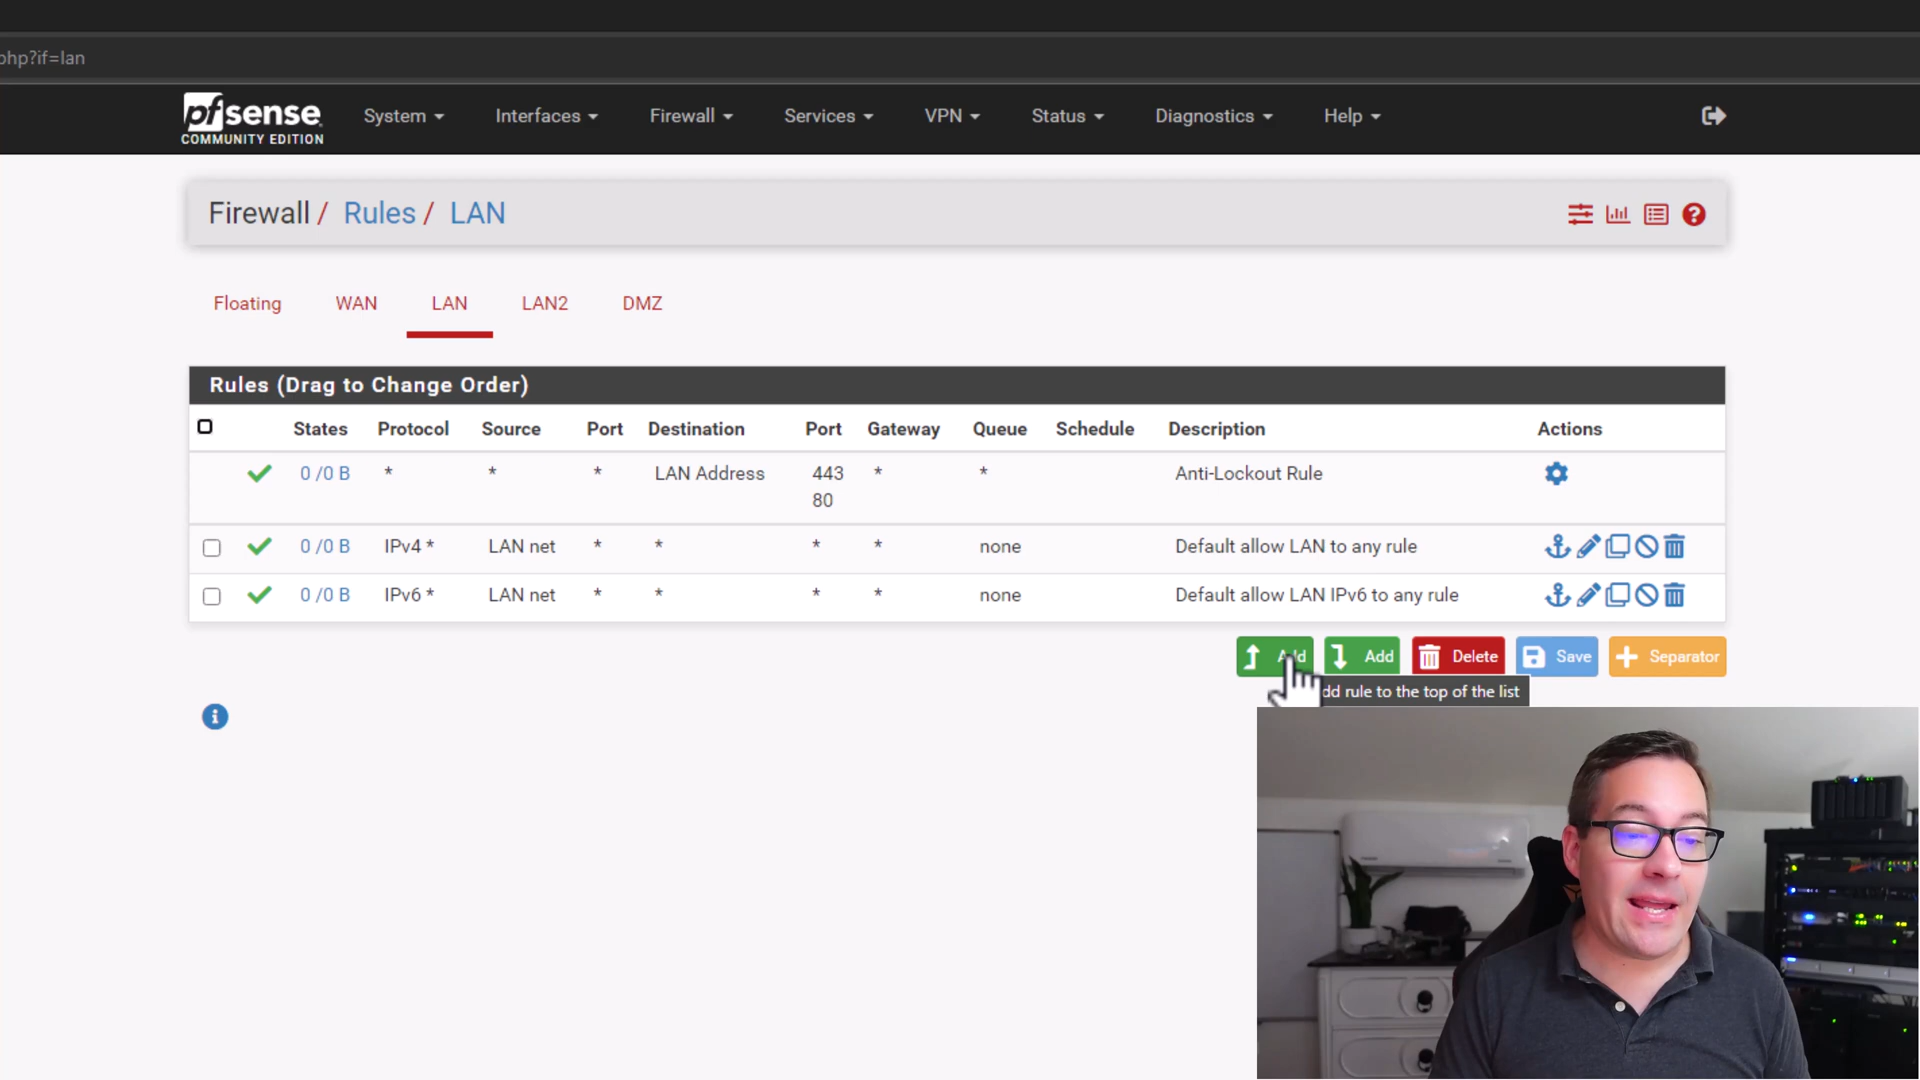 php?if=lan
pfsense
COMMUNITY EDITION
System
Interfaces
Firewall
Services
VPN
Status
Diagnostics
Help
Firewall / Rules / LAN
Floating
WAN
LAN
LAN2
DMZ
Rules (Drag to Change Order)
States Protocol Source Port Destination Port Gateway Queue Schedule Description Actions
0 /0 B * * * LAN Address 443 * * Anti-Lockout Rule
80
0 /0 B IPv4 * LAN net * * * * none Default allow LAN to any rule
0 /0 B IPv6 * LAN net * * * * none Default allow LAN IPv6 to any rule
Add
Add
Delete
Save
Separator
dd rule to the top of the list